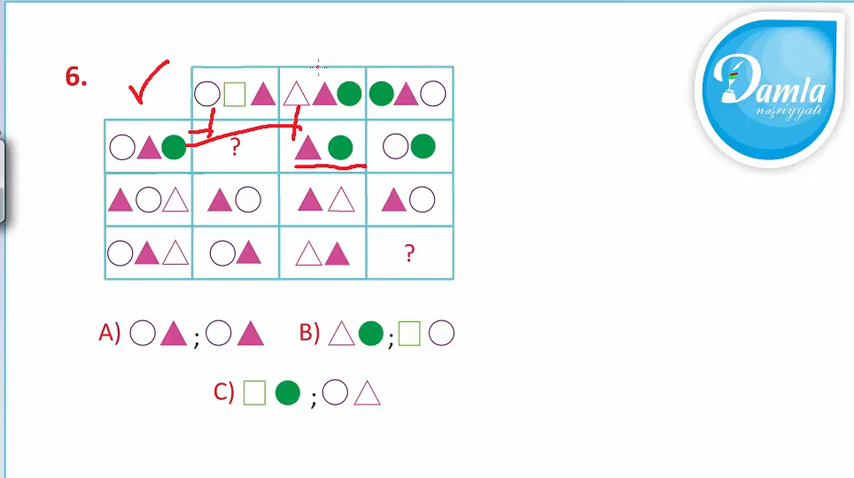 6.
Damla
nəşriyyatı
?
?
A) ; B) ;
C) ;